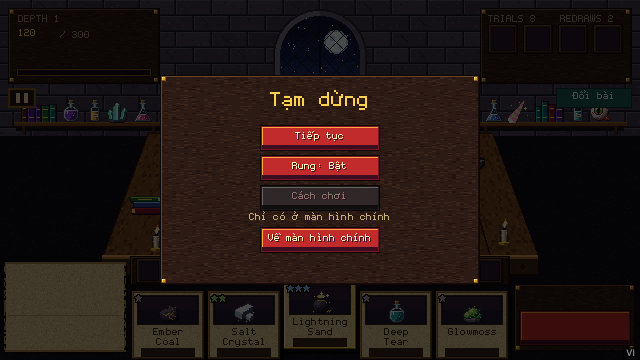 DEPTH 1
120 / 300
TRIALS 3 REDRAWS 2
Đổi bài
Tạm dừng
Tiếp tục
Rung: Bật
Cách chơi
Chỉ có ở màn hình chính
Về màn hình chính
Ember
Coal
Salt
Crystal
Lightning
Sand
Deep
Tear
Glowmoss
vi